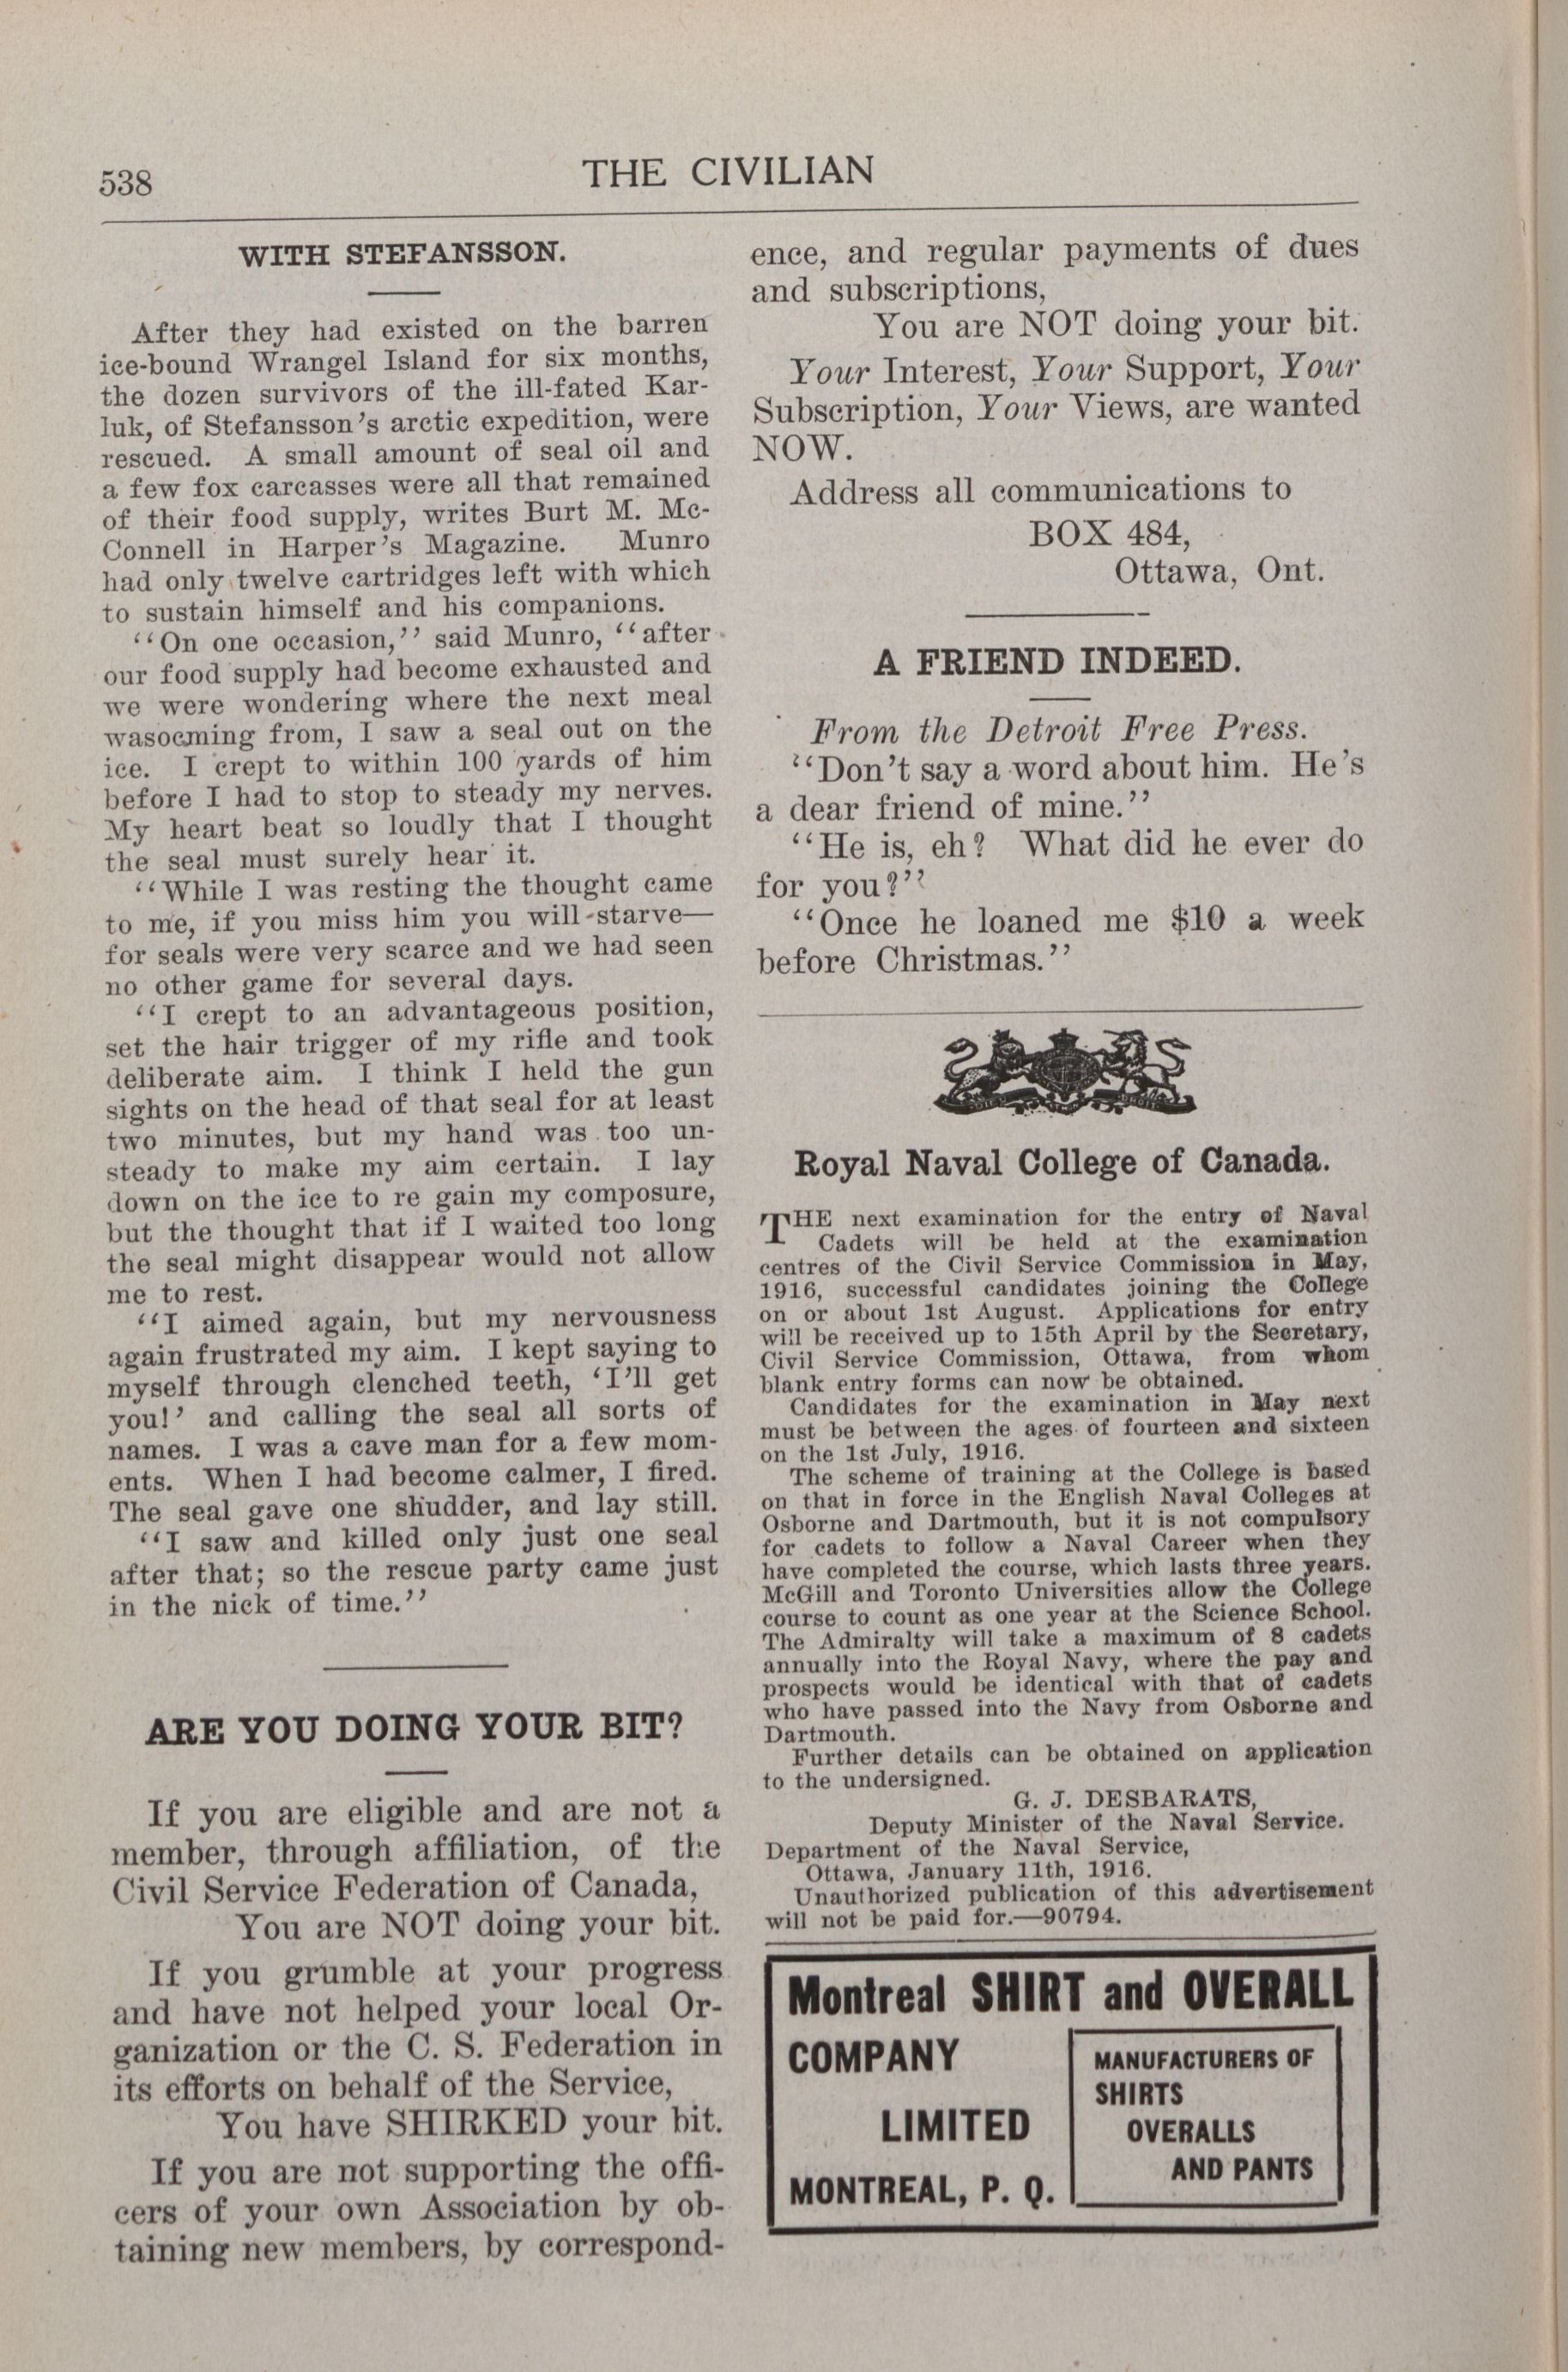 538
THE CIVILIAN
WITH STEFANSSON.
After they had existed on the barren
ice-bound Wrangel Island for six months,
the dozen survivors of the ill-fated Kar-
luk, of Stefansson's arctic expedition, were
rescued. A small amount of seal oil and
a few fox carcasses were all that remained
of their food supply, writes Burt M. Mc-
Connell in Harper's Magazine. Munro
had only twelve cartridges left with which
to sustain himself and his companions.
"On one occasion," said Munro, "after
our food supply had become exhausted and
we were wondering where the next meal
wasocming from, I saw a seal out on the
ice. I crept to within 100 yards of him
before I had to stop to steady my nerves.
My heart beat so loudly that I thought
the seal must surely hear it.
"While I was resting the thought came
to me, if you miss him you will starve—
for seals were very scarce and we had seen
no other game for several days.
"I crept to an advantageous position,
set the hair trigger of my rifle and took
deliberate aim. I think I held the gun
sights on the head of that seal for at least
two minutes, but my hand was too un-
steady to make my aim certain. I lay
down on the ice to re gain my composure,
but the thought that if I waited too long
the seal might disappear would not allow
me to rest.
"I aimed again, but my nervousness
again frustrated my aim. I kept saying to
myself through clenched teeth, 'I'll get
you!' and calling the seal all sorts of
names. I was a cave man for a few mom-
ents. When I had become calmer, I fired.
The seal gave one shudder, and lay still.
"I saw and killed only just one seal
after that; so the rescue party came just
in the nick of time."
ARE YOU DOING YOUR BIT?
If you are eligible and are not a
member, through affiliation, of the
Civil Service Federation of Canada,
You are NOT doing your bit.
If you grumble at your progress
and have not helped your local Or-
ganization or the C. S. Federation in
its efforts on behalf of the Service,
You have SHIRKED your bit.
If you are not supporting the offi-
cers of your own Association by ob-
taining new members, by correspond-
ence, and regular payments of dues
and subscriptions,
You are NOT doing your bit.
Your Interest, Your Support, Your
Subscription, Your Views, are wanted
NOW.
Address all communications to
BOX 484,
Ottawa, Ont.
A FRIEND INDEED.
From the Detroit Free Press.
"Don't say a word about him. He's
a dear friend of mine."
"He is, eh? What did he ever do
for you?"
"Once he loaned me $10 a week
before Christmas."
Royal Naval College of Canada.
THE next examination for the entry of Naval
Cadets will be held at the examination
centres of the Civil Service Commission in May,
1916, successful candidates joining the College
on or about 1st August. Applications for entry
will be received up to 15th April by the Secretary,
Civil Service Commission, Ottawa, from whom
blank entry forms can now be obtained.
Candidates for the examination in May next
must be between the ages of fourteen and sixteen
on the 1st July, 1916.
The scheme of training at the College is based
on that in force in the English Naval Colleges at
Osborne and Dartmouth, but it is not compulsory
for cadets to follow a Naval Career when they
have completed the course, which lasts three years.
McGill and Toronto Universities allow the College
course to count as one year at the Science School.
The Admiralty will take a maximum of 8 cadets
annually into the Royal Navy, where the pay and
prospects would be identical with that of cadets
who have passed into the Navy from Osborne and
Dartmouth.
Further details can be obtained on application
to the undersigned.
G. J. DESBARATS,
Deputy Minister of the Naval Service.
Department of the Naval Service,
Ottawa, January 11th, 1916.
Unauthorized publication of this advertisement
will not be paid for.—90794.
Montreal SHIRT and OVERALL
COMPANY
LIMITED
MONTREAL, P. Q.
MANUFACTURERS OF
SHIRTS
OVERALLS
AND PANTS